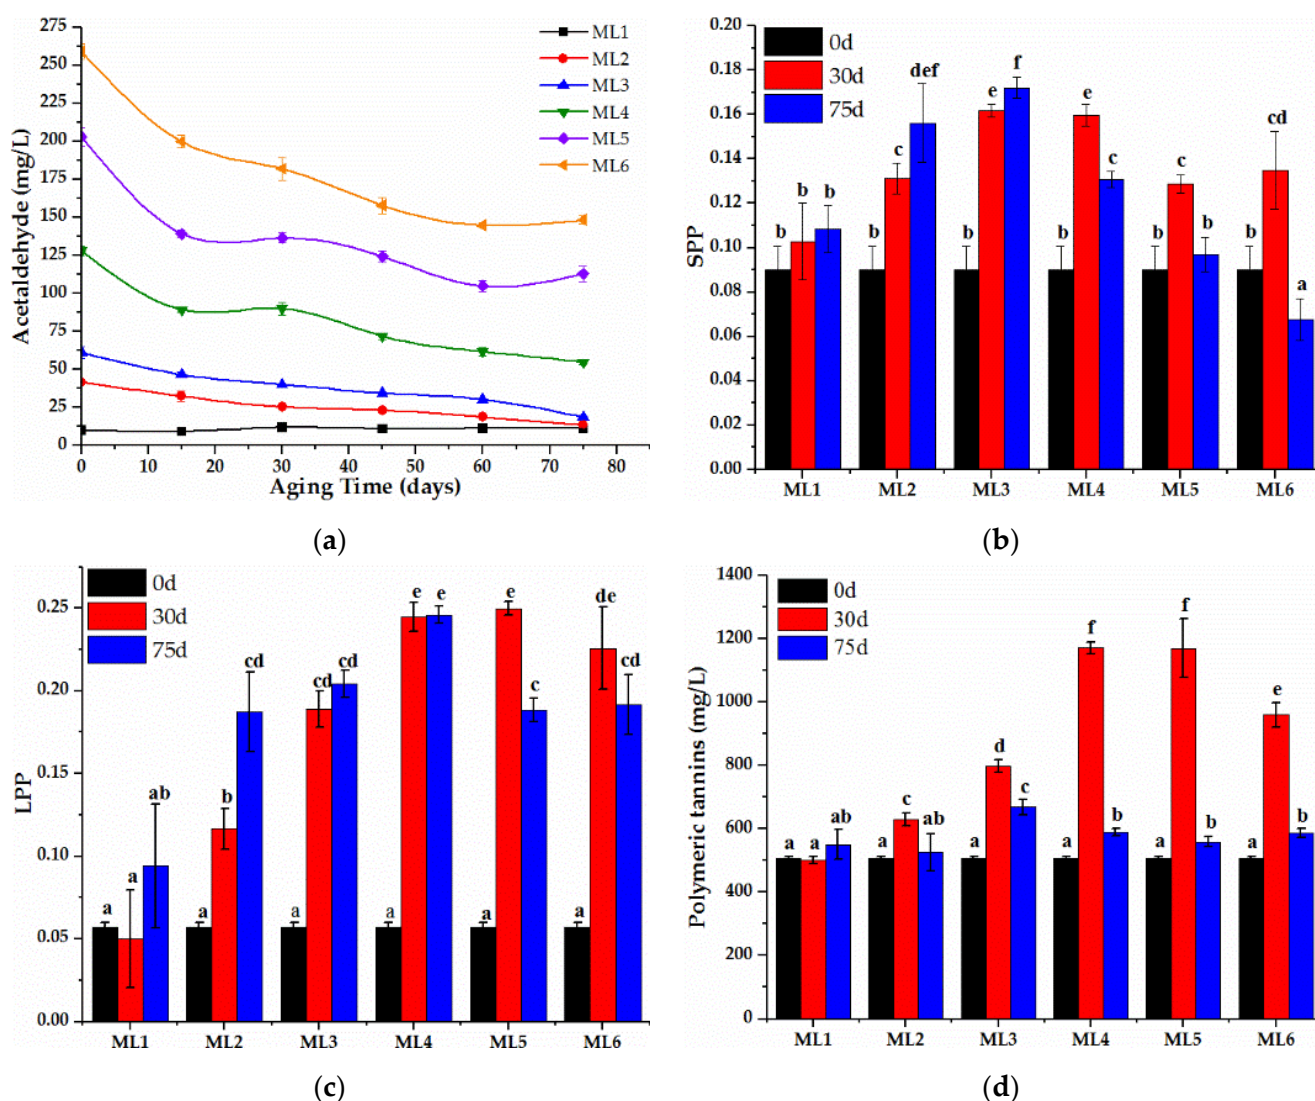 275
250
225
200
175
150
125
100
75
50
25
0
Acetaldehyde (mg/L)
ML1
ML2
ML3
ML4
ML5
ML6
0 10 20 30 40 50 60 70 80
Aging Time (days)
(a)
0.20
0.18
0.16
0.14
0.12
0.10
0.08
0.06
0.04
0.02
0.00
SPP
0d
30d
75d
b b b
b c def
b e f
b e c
b c b
b cd a
ML1 ML2 ML3 ML4 ML5 ML6
(b)
0.25
0.20
0.15
0.10
0.05
0.00
LPP
0d
30d
75d
a a ab
a b cd
a cd cd
a e e
a e c
a de cd
ML1 ML2 ML3 ML4 ML5 ML6
(c)
1400
1200
1000
800
600
400
200
0
Polymeric tannins (mg/L)
0d
30d
75d
a a ab
a c ab
a d c
a f b
a f b
a e b
ML1 ML2 ML3 ML4 ML5 ML6
(d)